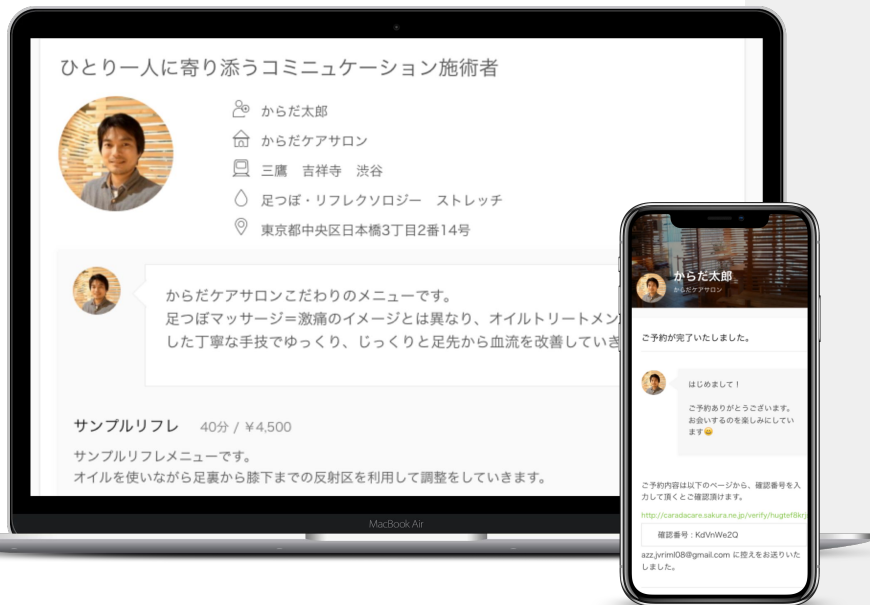 ひとり一人に寄り添うコミニュケーション施術者
からだ太郎
からだケアサロン
三鷹 吉祥寺 渋谷
足つぼ・リフレクソロジー ストレッチ
東京都中央区日本橋3丁目2番14号
からだケアサロンこだわりのメニューです。
足つぼマッサージ=激痛のイメージとは異なり、オイルトリートメン
した丁寧な手技でゆっくり、じっくりと足先から血流を改善していき
サンプルリフレ 40分 / ¥4,500
サンプルリフレメニューです。
オイルを使いながら足裏から膝下までの反射区を利用して調整をしていきます。
MacBook Air
からだ太郎
からだケアサロン
ご予約が完了いたしました。
はじめまして!
ご予約ありがとうございます。
お会いするのを楽しみにしてい
ます😀
ご予約内容は以下のページから、確認番号を入
力して頂くとご確認頂けます。
http://caradacare.sakura.ne.jp/verify/hugtef8krj
確認番号 : KdVnWe2Q
azz.jvriml08@gmail.com に控えをお送りいた
しました。